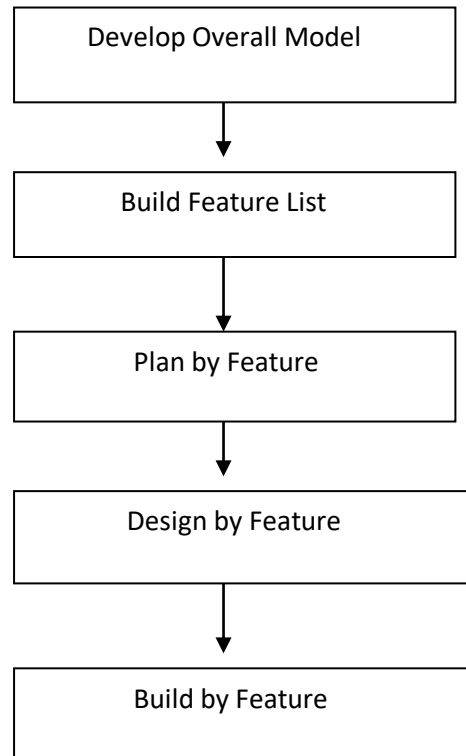 Develop Overall Model
Build Feature List
Plan by Feature
Design by Feature
Build by Feature